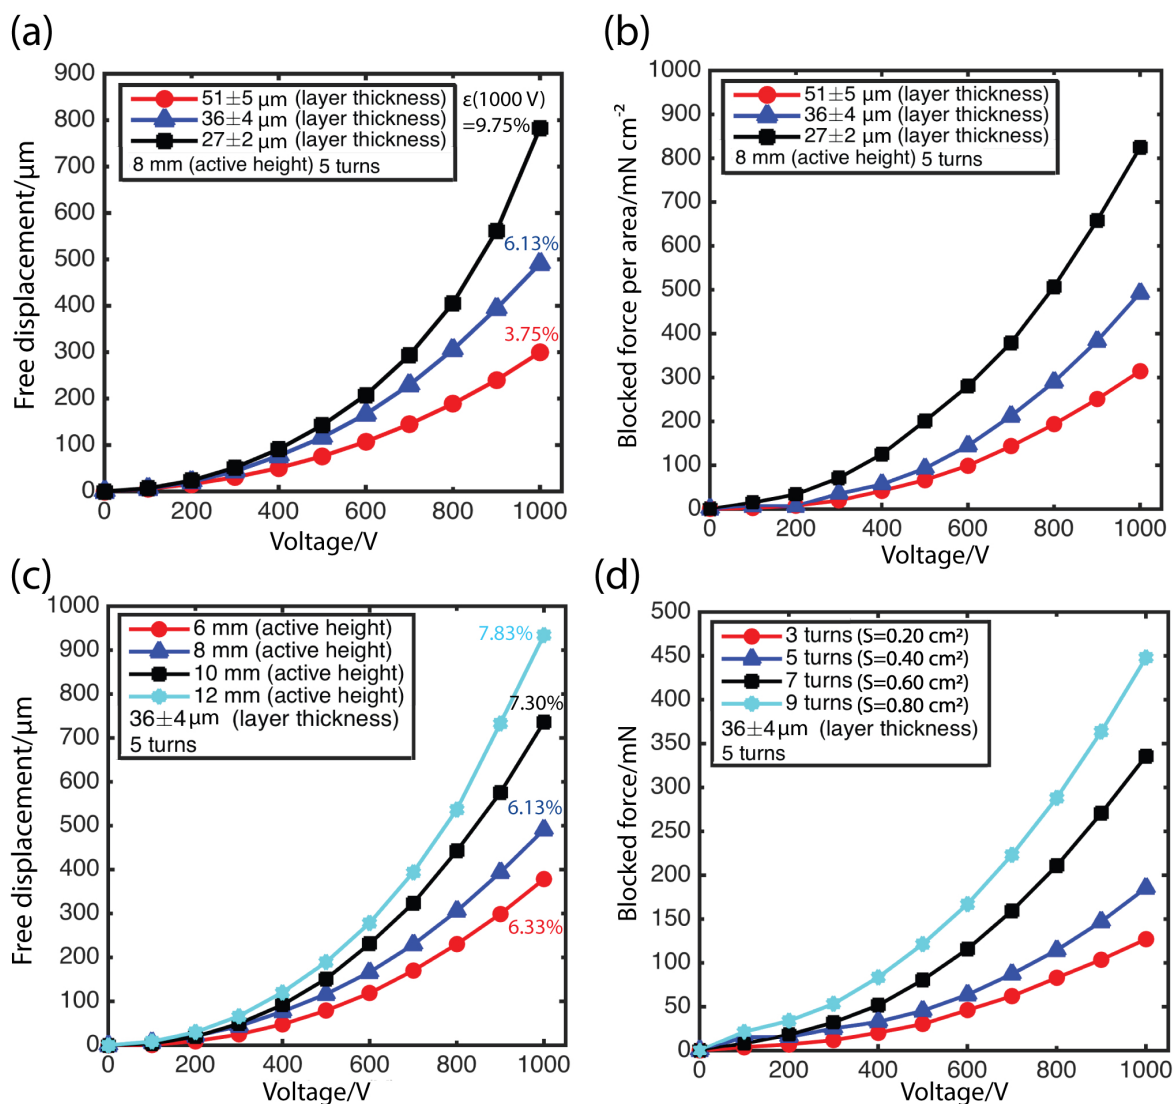 (a)
900
800
700
600
500
400
300
200
100
0
Free displacement/μm
51±5 μm (layer thickness)
36±4 μm (layer thickness)
27±2 μm (layer thickness)
8 mm (active height) 5 turns
ε(1000 V)
=9.75%
6.13%
3.75%
0 200 400 600 800 1000
Voltage/V
(b)
1000
900
800
700
600
500
400
300
200
100
0
Blocked force per area/mN cm⁻²
51±5 μm (layer thickness)
36±4 μm (layer thickness)
27±2 μm (layer thickness)
8 mm (active height) 5 turns
0 200 400 600 800 1000
Voltage/V
(c)
1000
900
800
700
600
500
400
300
200
100
0
Free displacement/μm
6 mm (active height)
8 mm (active height)
10 mm (active height)
12 mm (active height)
36±4μm (layer thickness)
5 turns
7.83%
7.30%
6.13%
6.33%
0 200 400 600 800 1000
Voltage/V
(d)
500
450
400
350
300
250
200
150
100
50
0
Blocked force/mN
3 turns (S=0.20 cm²)
5 turns (S=0.40 cm²)
7 turns (S=0.60 cm²)
9 turns (S=0.80 cm²)
36±4μm (layer thickness)
5 turns
0 200 400 600 800 1000
Voltage/V